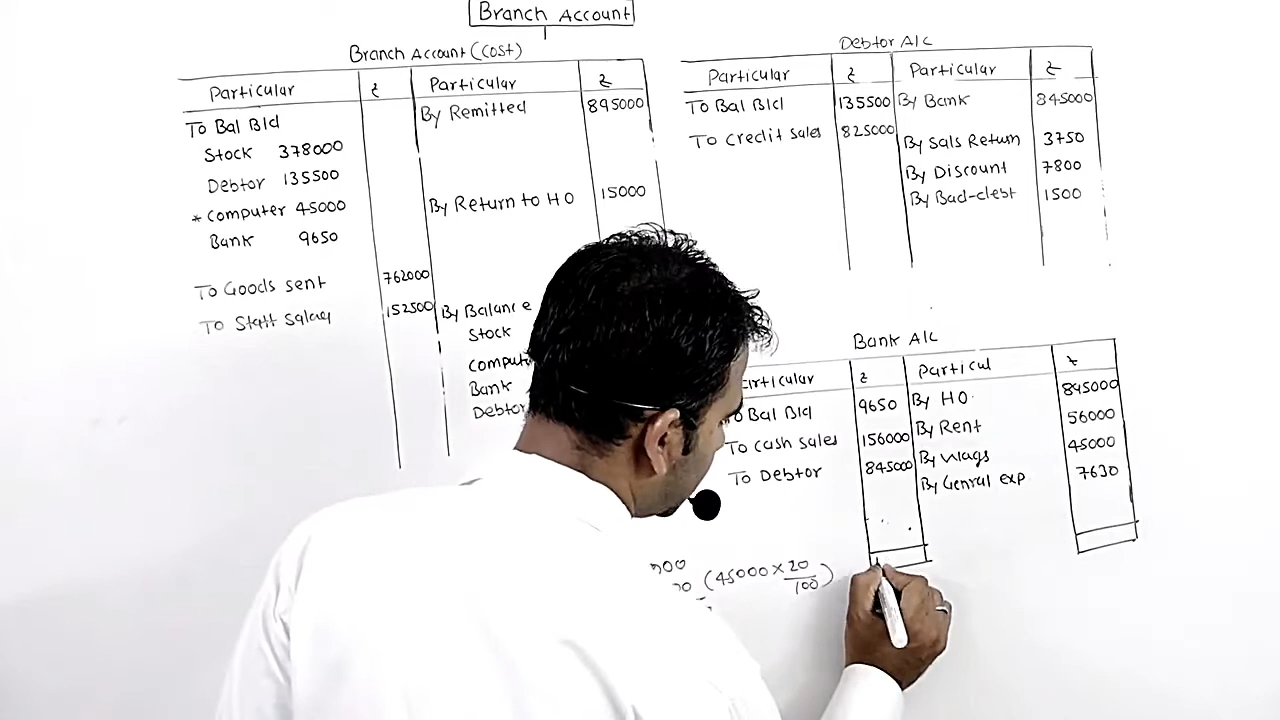 Branch Account
Branch Account (Cost)
Particular ₹ Particular ₹
To Bal Bld By Remitted 895000
Stock 378000
Debtor 135500
* Computer 45000 By Return to HO 15000
Bank 9650
To Goods sent 762000
To Staff Salary 152500 By Balance
Stock
Bank
Debtor
Debtor A/C
Particular ₹ Particular ₹
To Bal Bld 135500 By Bank 845000
To Credit Sales 825000 By Sals Return 3750
By Discount 7800
By Bad-debt 1500
Bank A/C
articular ₹ Particul ₹
To Bal Bld 9650 By HO. 895000
To Cash Sales 156000 By Rent 56000
To Debtor 845000 By Wags 45000
By Genral exp 7630
(45000 × 20/100)